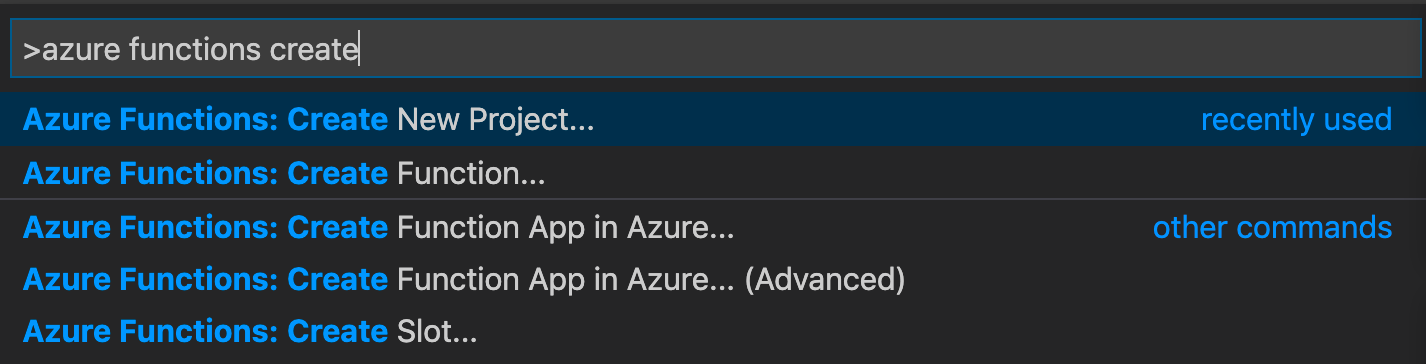 >azure functions create
Azure Functions: Create New Project... recently used
Azure Functions: Create Function...
Azure Functions: Create Function App in Azure... other commands
Azure Functions: Create Function App in Azure... (Advanced)
Azure Functions: Create Slot...